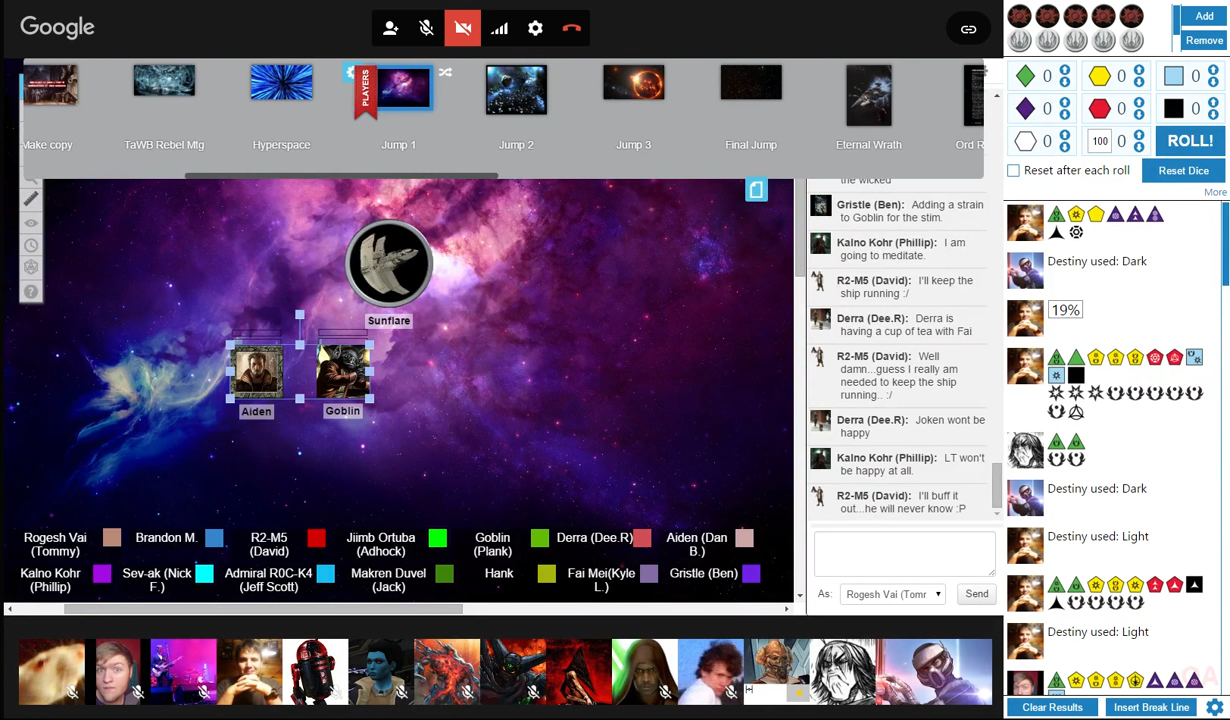 Google
Make copy
TaWB Rebel Mtg
Hyperspace
PLAYERS
Jump 1
Jump 2
Jump 3
Final Jump
Eternal Wrath
Ord R
Sunflare
Aiden
Goblin
Rogesh Vai (Tommy)
Brandon M.
R2-M5 (David)
Jiimb Ortuba (Adhock)
Goblin (Plank)
Derra (Dee.R)
Aiden (Dan B.)
Kalno Kohr (Phillip)
Sev-ak (Nick F.)
Admiral R0C-K4 (Jeff Scott)
Makren Duvel (Jack)
Hank
Fai Mei(Kyle L.)
Gristle (Ben)
the wicked
Gristle (Ben): Adding a strain
to Goblin for the stim.
Kalno Kohr (Phillip): I am
going to meditate.
R2-M5 (David): I'll keep the
ship running :/
Derra (Dee.R): Derra is
having a cup of tea with Fai
R2-M5 (David): Well
damn...guess I really am
needed to keep the ship
running.. :/
Derra (Dee.R): Joken wont be
happy
Kalno Kohr (Phillip): LT won't
be happy at all.
R2-M5 (David): I'll buff it
out...he will never know :P
As: Rogesh Vai (Tomr
Send
Add
Remove
0 0 0
0 0 0
0 100 0 ROLL!
Reset after each roll
Reset Dice
More
Destiny used: Dark
19%
Destiny used: Dark
Destiny used: Light
Destiny used: Light
Clear Results
Insert Break Line